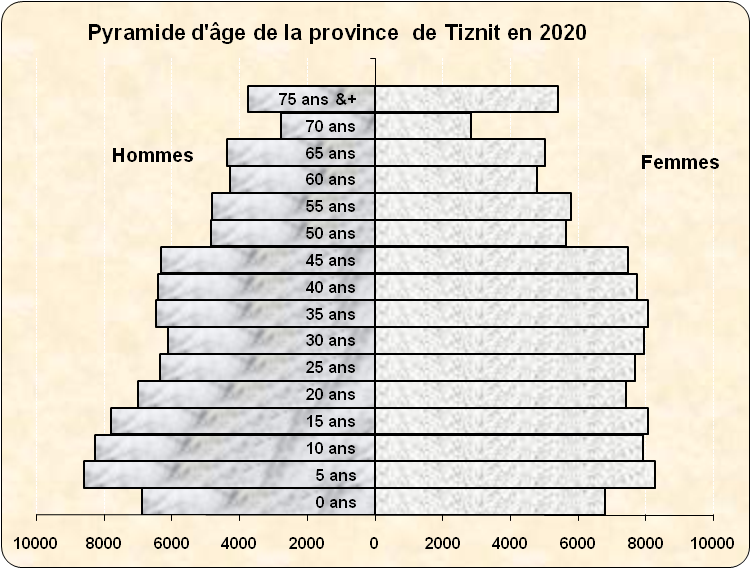 Pyramide d'âge de la province de Tiznit en 2020
75 ans &+
70 ans
Hommes
65 ans
Femmes
60 ans
55 ans
50 ans
45 ans
40 ans
35 ans
30 ans
25 ans
20 ans
15 ans
10 ans
5 ans
0 ans
10000 8000 6000 4000 2000 0 2000 4000 6000 8000 10000